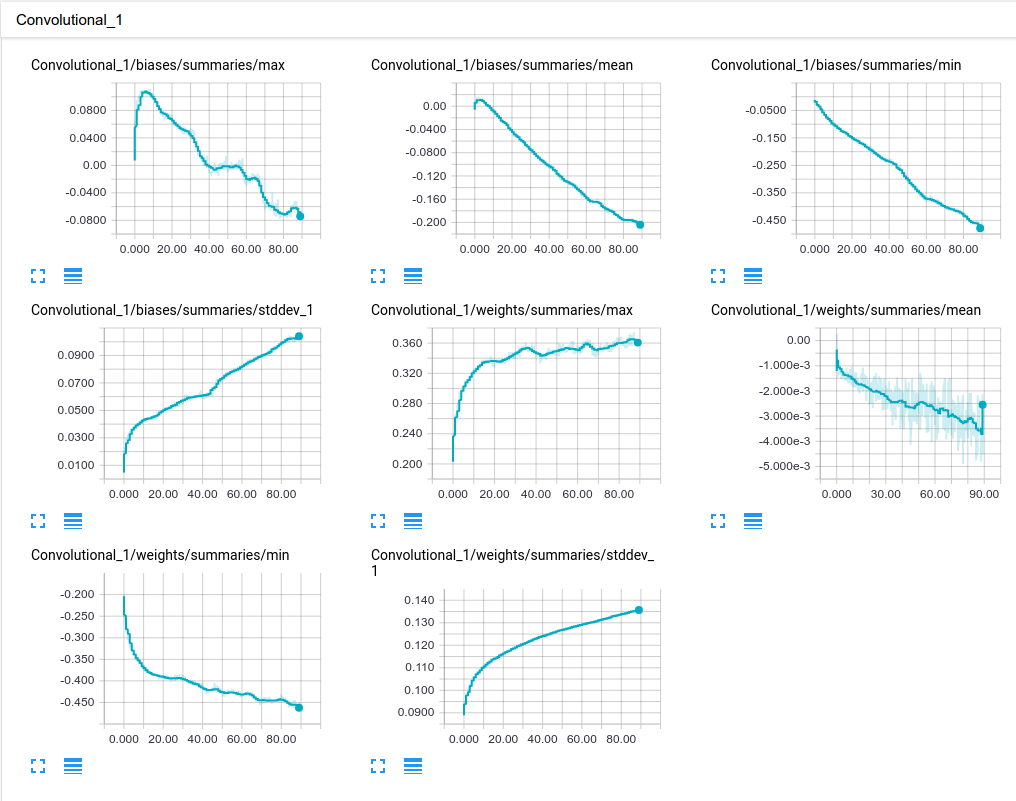 Convolutional_1
Convolutional_1/biases/summaries/max
0.0800
0.0400
0.00
-0.0400
-0.0800
0.000 20.00 40.00 60.00 80.00
Convolutional_1/biases/summaries/mean
0.00
-0.0400
-0.0800
-0.120
-0.160
-0.200
0.000 20.00 40.00 60.00 80.00
Convolutional_1/biases/summaries/min
-0.0500
-0.150
-0.250
-0.350
-0.450
0.000 20.00 40.00 60.00 80.00
Convolutional_1/biases/summaries/stddev_1
0.0900
0.0700
0.0500
0.0300
0.0100
0.000 20.00 40.00 60.00 80.00
Convolutional_1/weights/summaries/max
0.360
0.320
0.280
0.240
0.200
0.000 20.00 40.00 60.00 80.00
Convolutional_1/weights/summaries/mean
0.00
-1.000e-3
-2.000e-3
-3.000e-3
-4.000e-3
-5.000e-3
0.000 30.00 60.00 90.00
Convolutional_1/weights/summaries/min
-0.200
-0.250
-0.300
-0.350
-0.400
-0.450
0.000 20.00 40.00 60.00 80.00
Convolutional_1/weights/summaries/stddev_
1
0.140
0.130
0.120
0.110
0.100
0.0900
0.000 20.00 40.00 60.00 80.00